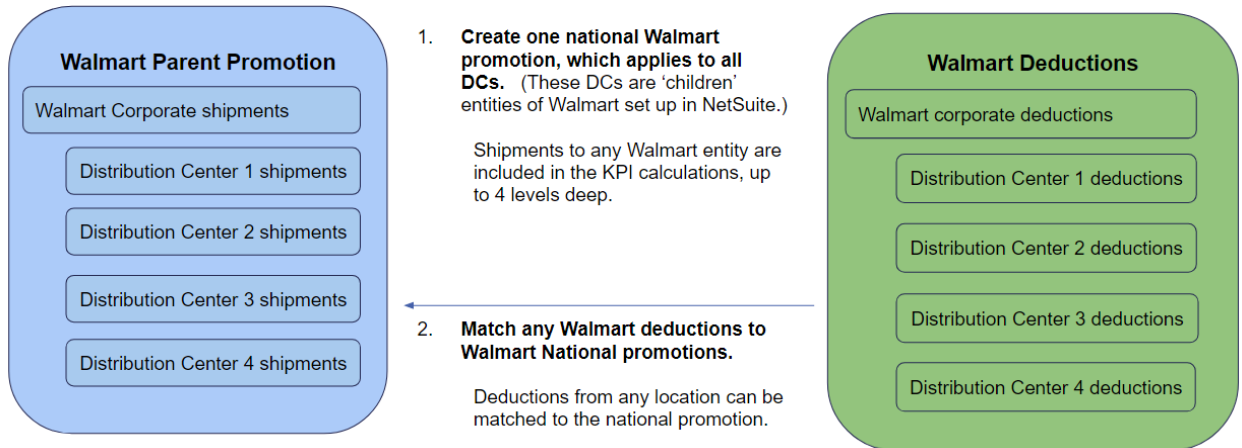 Walmart Parent Promotion
Walmart Corporate shipments
Distribution Center 1 shipments
Distribution Center 2 shipments
Distribution Center 3 shipments
Distribution Center 4 shipments
1. Create one national Walmart
promotion, which applies to all
DCs. (These DCs are ‘children’
entities of Walmart set up in NetSuite.)
Shipments to any Walmart entity are
included in the KPI calculations, up
to 4 levels deep.
2. Match any Walmart deductions to
Walmart National promotions.
Deductions from any location can be
matched to the national promotion.
Walmart Deductions
Walmart corporate deductions
Distribution Center 1 deductions
Distribution Center 2 deductions
Distribution Center 3 deductions
Distribution Center 4 deductions